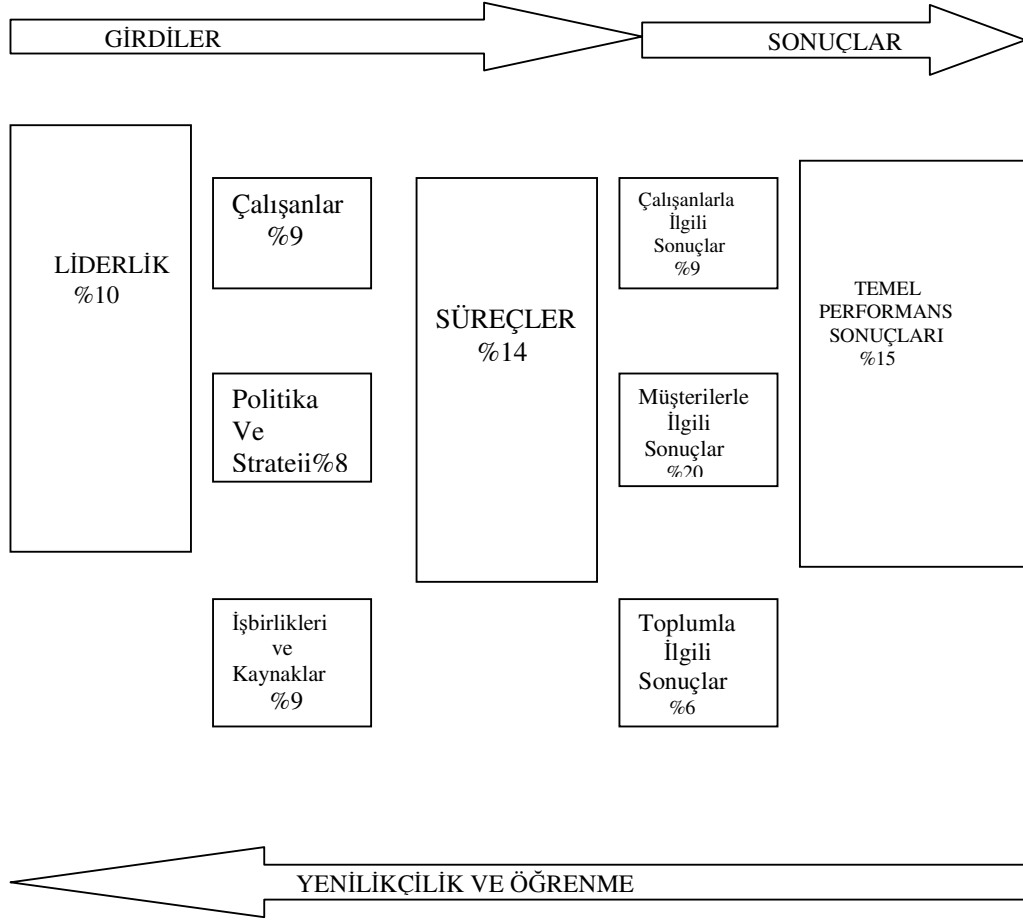 GİRDİLER
SONUÇLAR
LİDERLİK
%10
Çalışanlar
%9
Politika
Ve
Strateji%8
İşbirlikleri
ve
Kaynaklar
%9
SÜREÇLER
%14
Çalışanlarla
İlgili
Sonuçlar
%9
Müşterilerle
İlgili
Sonuçlar
%20
Toplumla
İlgili
Sonuçlar
%6
TEMEL
PERFORMANS
SONUÇLARI
%15
YENİLİKÇİLİK VE ÖĞRENME